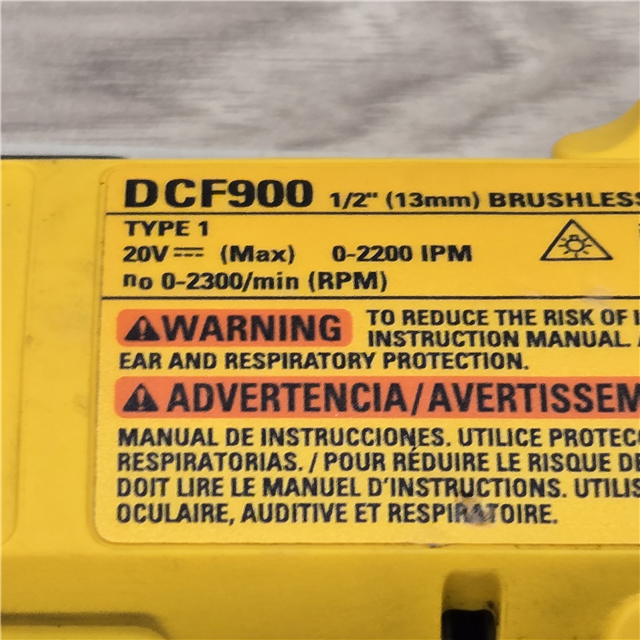 DCF900 1/2" (13mm) BRUSHLESS
TYPE 1
20V ⎓ (Max) 0-2200 IPM
no 0-2300/min (RPM)
WARNING TO REDUCE THE RISK OF
INSTRUCTION MANUAL.
EAR AND RESPIRATORY PROTECTION.
ADVERTENCIA/AVERTISSEM
MANUAL DE INSTRUCCIONES. UTILICE PROTEC
RESPIRATORIAS. / POUR RÉDUIRE LE RISQUE DE
DOIT LIRE LE MANUEL D'INSTRUCTIONS. UTILIS
OCULAIRE, AUDITIVE ET RESPIRATOIRE.